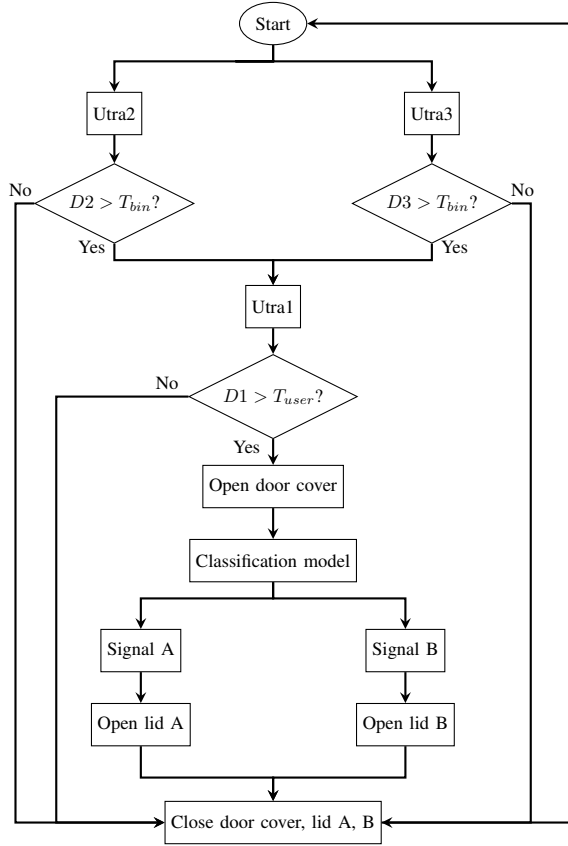 Start
Utra2
Utra3
No
D2 > T_bin?
D3 > T_bin?
No
Yes
Yes
Utra1
No
D1 > T_user?
Yes
Open door cover
Classification model
Signal A
Signal B
Open lid A
Open lid B
Close door cover, lid A, B